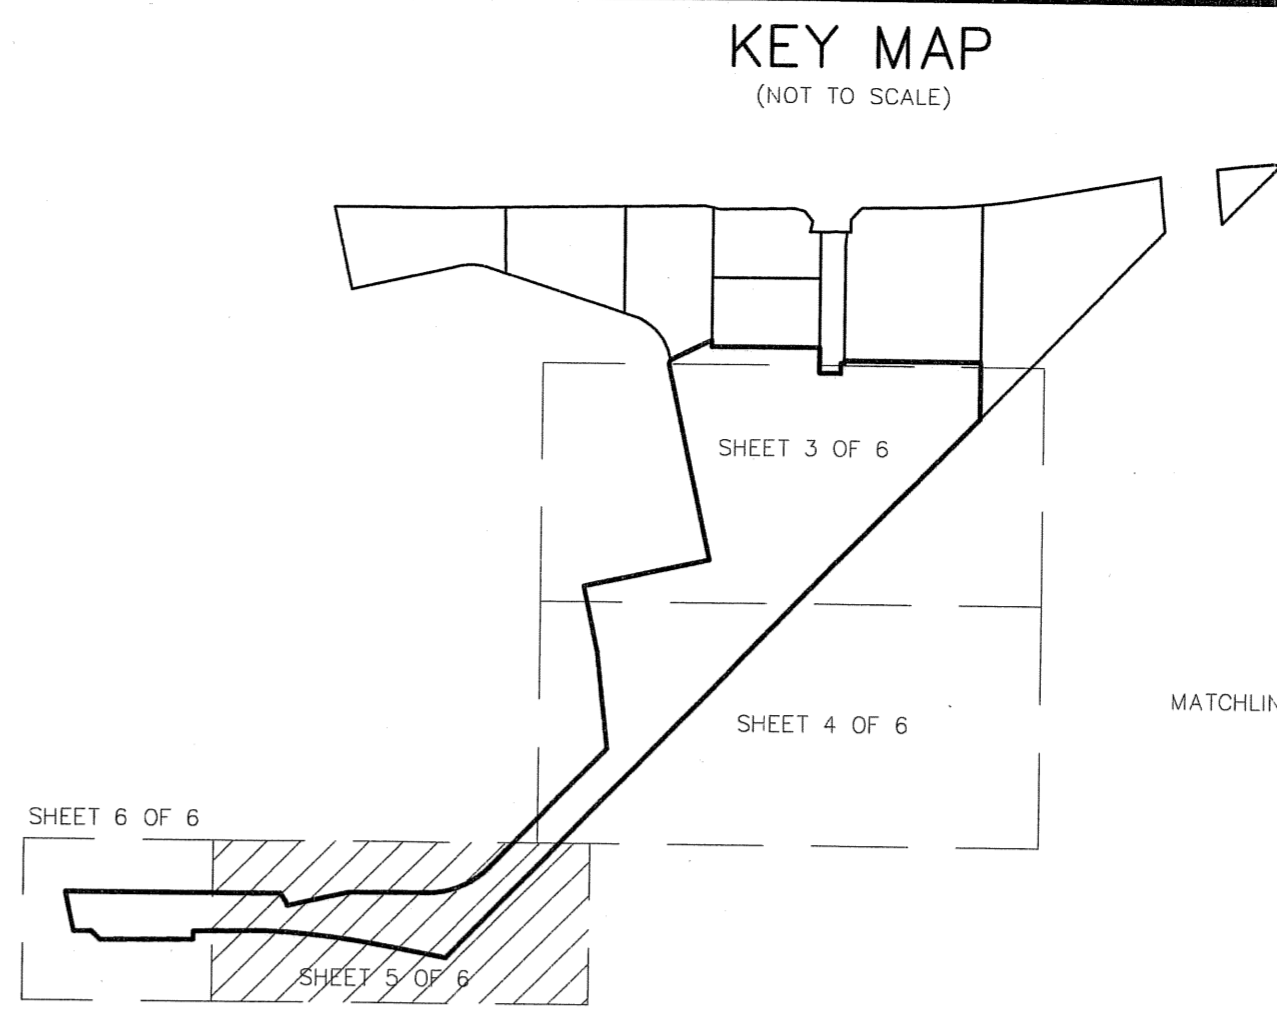 KEY MAP
(NOT TO SCALE)
SHEET 3 OF 6
MATCHLIN
SHEET 4 OF 6
SHEET 6 OF 6
SHEET 5 OF 6